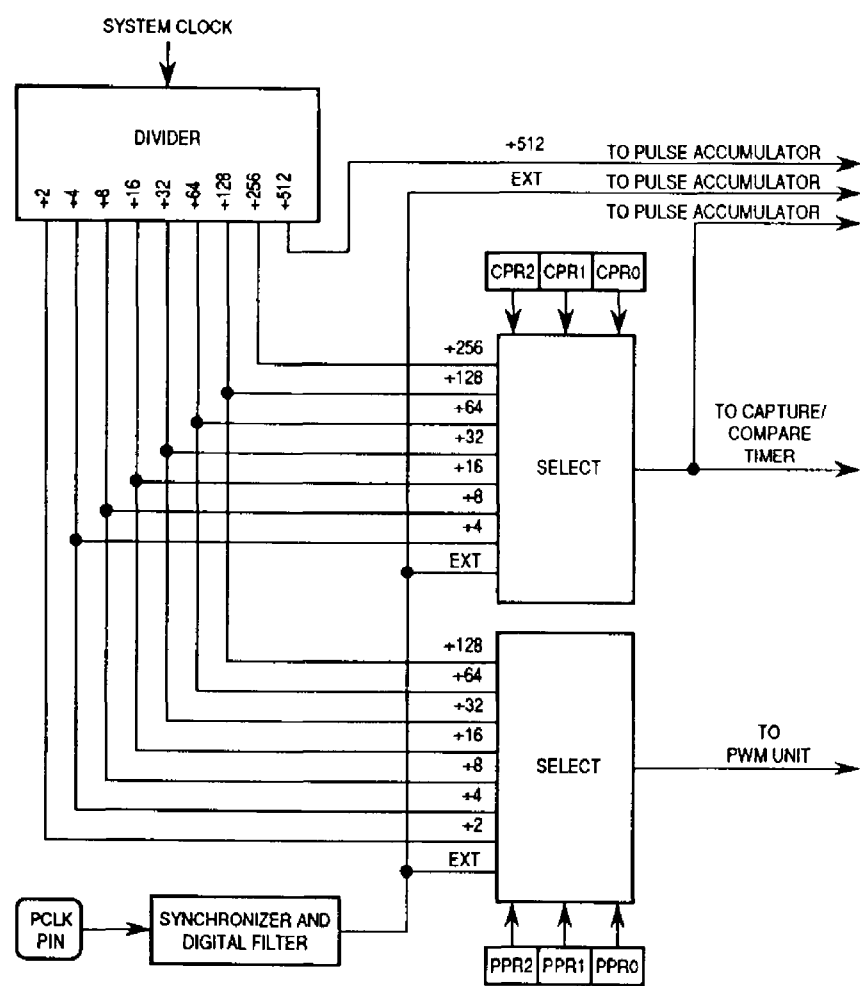 SYSTEM CLOCK
DIVIDER
÷2 ÷4 ÷8 ÷16 ÷32 ÷64 ÷128 ÷256 ÷512
÷512 TO PULSE ACCUMULATOR
EXT TO PULSE ACCUMULATOR
TO PULSE ACCUMULATOR
CPR2 CPR1 CPR0
÷256
÷128
÷64
÷32
÷16
÷8
÷4
EXT
SELECT
TO CAPTURE/
COMPARE
TIMER
÷128
÷64
÷32
÷16
÷8
÷4
÷2
EXT
SELECT
TO
PWM UNIT
PCLK
PIN
SYNCHRONIZER AND
DIGITAL FILTER
PPR2 PPR1 PPR0